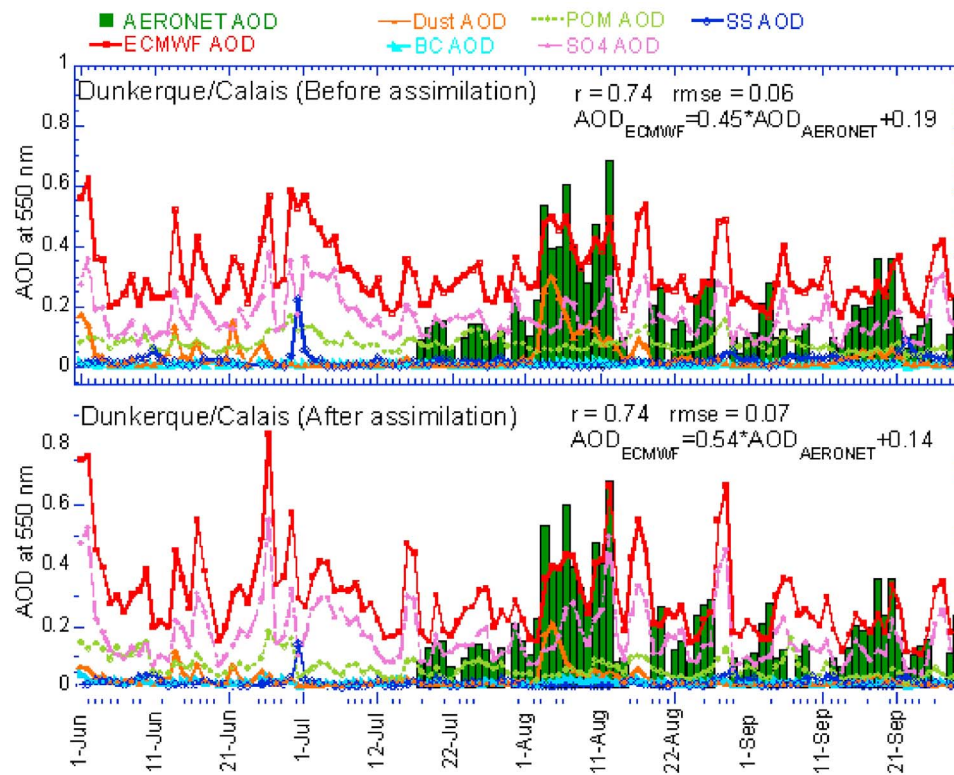 AERONET AOD Dust AOD POM AOD SS AOD
ECMWF AOD BC AOD SO4 AOD
1
Dunkerque/Calais (Before assimilation) r = 0.74 rmse = 0.06
AOD_ECMWF=0.45*AOD_AERONET+0.19
0.8
0.6
0.4
0.2
0
AOD at 550 nm
Dunkerque/Calais (After assimilation) r = 0.74 rmse = 0.07
AOD_ECMWF=0.54*AOD_AERONET+0.14
0.8
0.6
0.4
0.2
0
AOD at 550 nm
1-Jun
11-Jun
21-Jun
1-Jul
12-Jul
22-Jul
1-Aug
11-Aug
22-Aug
1-Sep
11-Sep
21-Sep